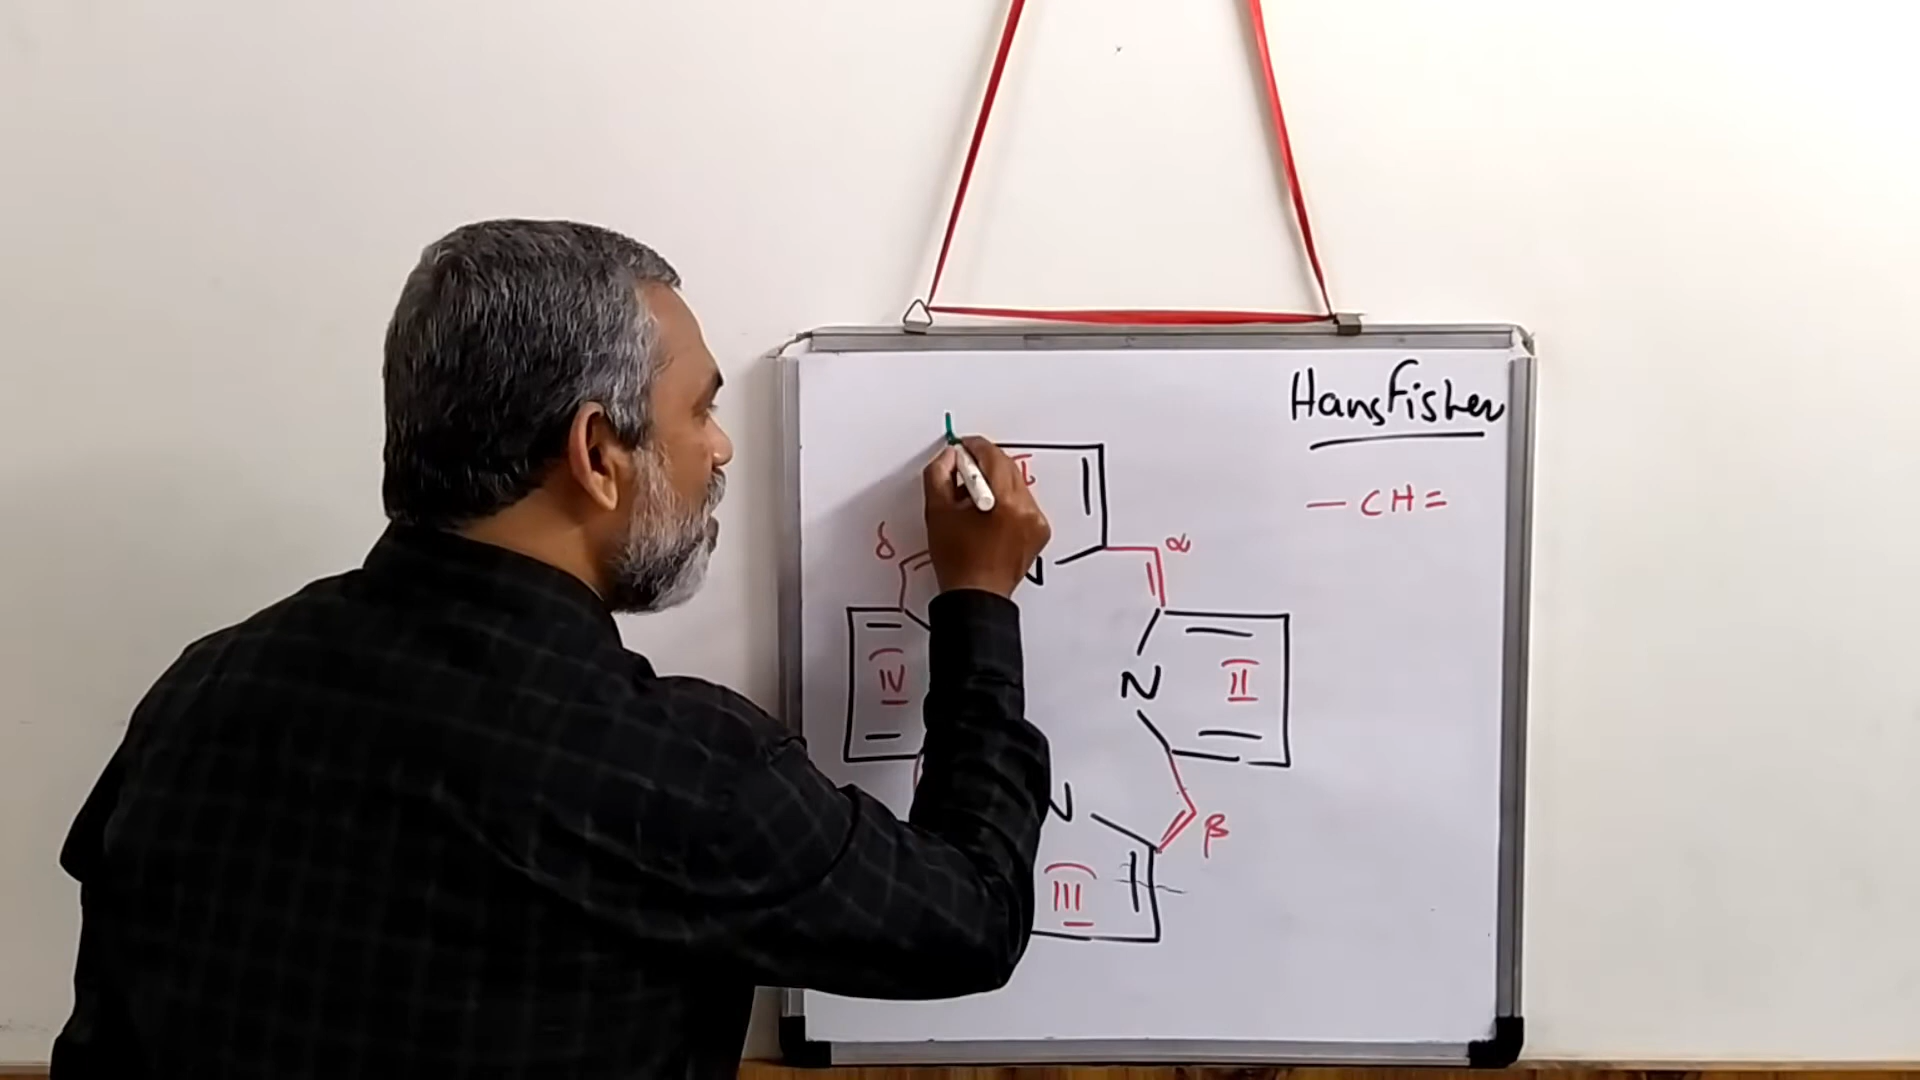 Hans Fisher
— CH =
I
δ
α
N
IV
N
II
N
β
III